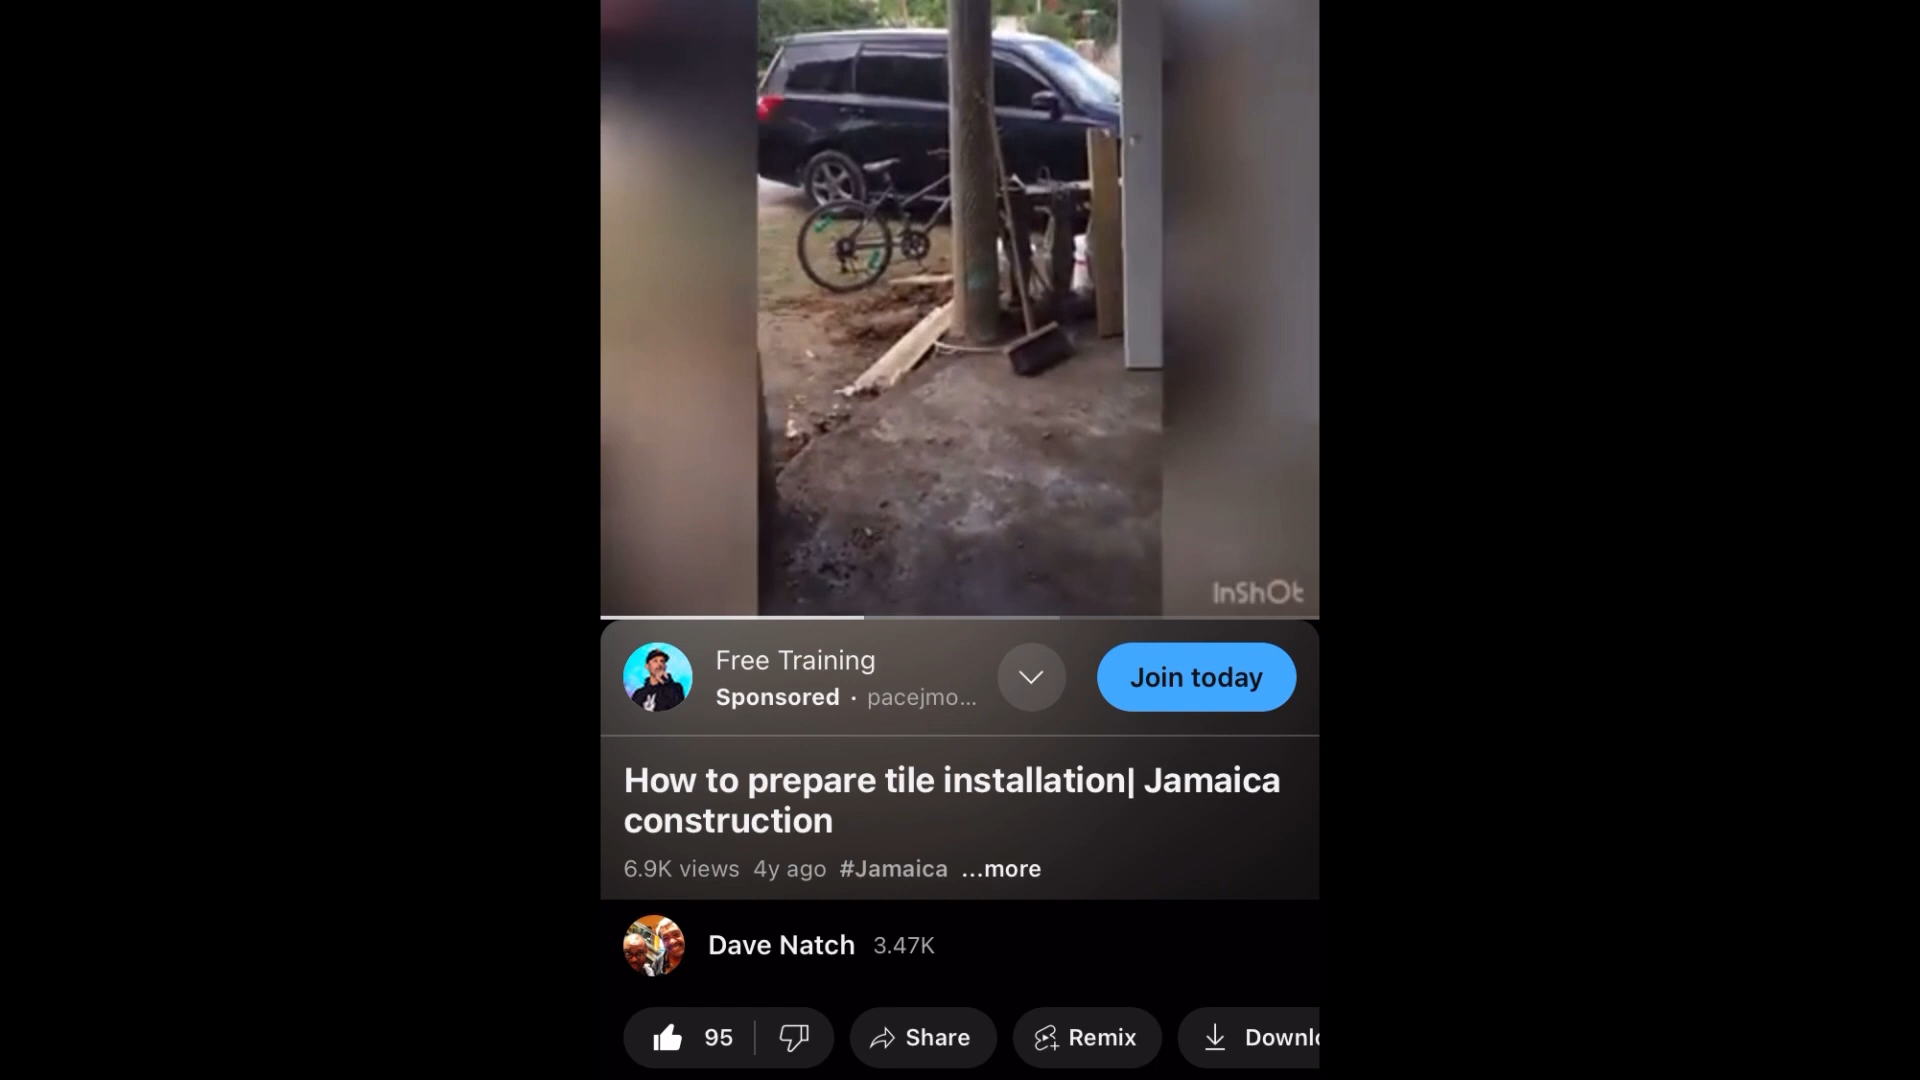 InShOt
Free Training
Sponsored · pacejmo...
Join today
How to prepare tile installation| Jamaica
construction
6.9K views 4y ago #Jamaica ...more
Dave Natch 3.47K
95
Share
Remix
Downlo